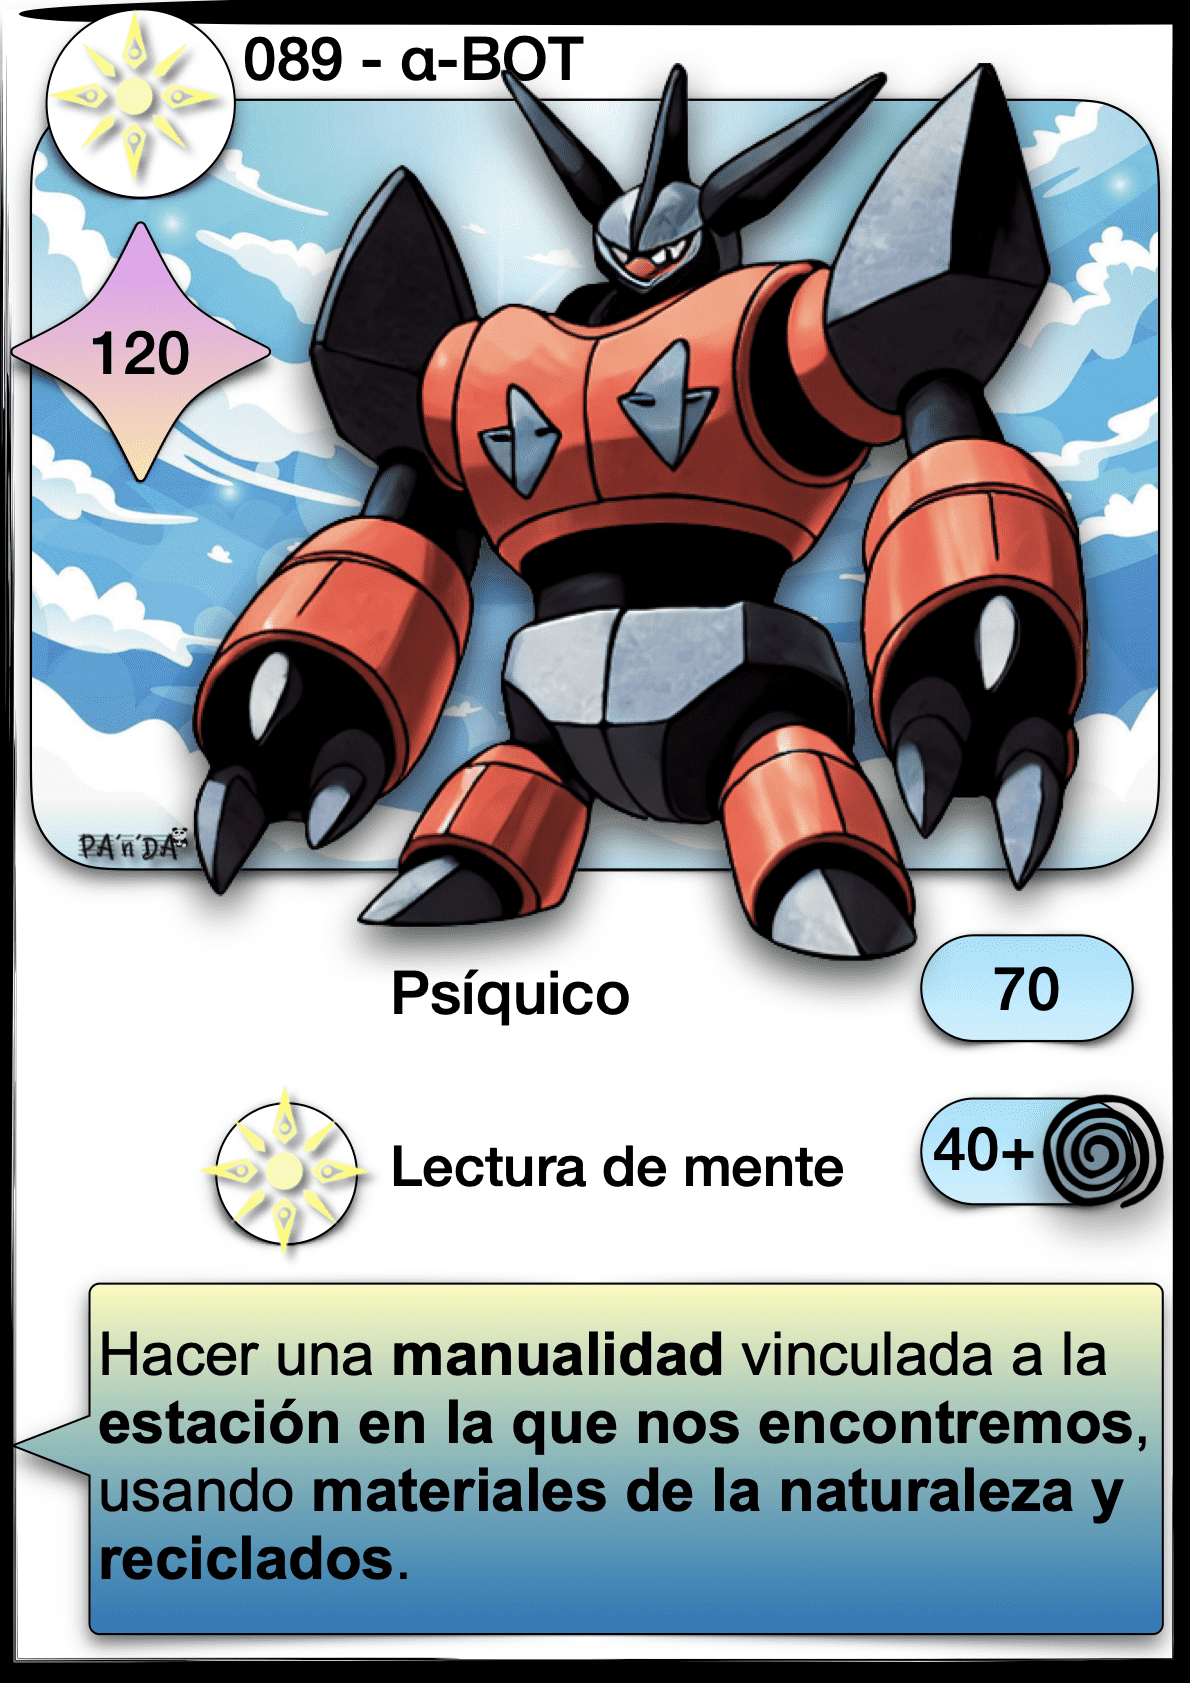 089 - α-BOT
120
PA'n'DA
Psíquico
70
Lectura de mente
40+
Hacer una manualidad vinculada a la
estación en la que nos encontremos,
usando materiales de la naturaleza y
reciclados.